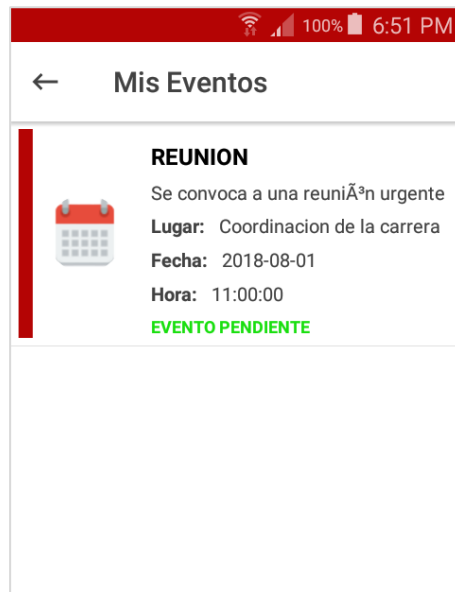 100% 6:51 PM
Mis Eventos
REUNION
Se convoca a una reuniÃ³n urgente
Lugar: Coordinacion de la carrera
Fecha: 2018-08-01
Hora: 11:00:00
EVENTO PENDIENTE